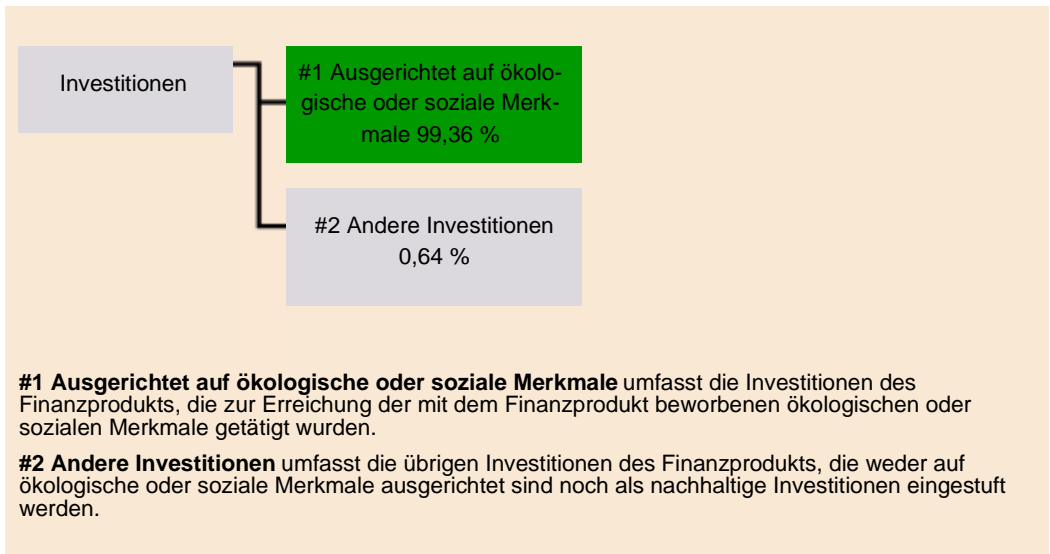 Investitionen
#1 Ausgerichtet auf ökolo-
gische oder soziale Merk-
male 99,36 %
#2 Andere Investitionen
0,64 %
#1 Ausgerichtet auf ökologische oder soziale Merkmale umfasst die Investitionen des
Finanzprodukts, die zur Erreichung der mit dem Finanzprodukt beworbenen ökologischen oder
sozialen Merkmale getätigt wurden.
#2 Andere Investitionen umfasst die übrigen Investitionen des Finanzprodukts, die weder auf
ökologische oder soziale Merkmale ausgerichtet sind noch als nachhaltige Investitionen eingestuft
werden.